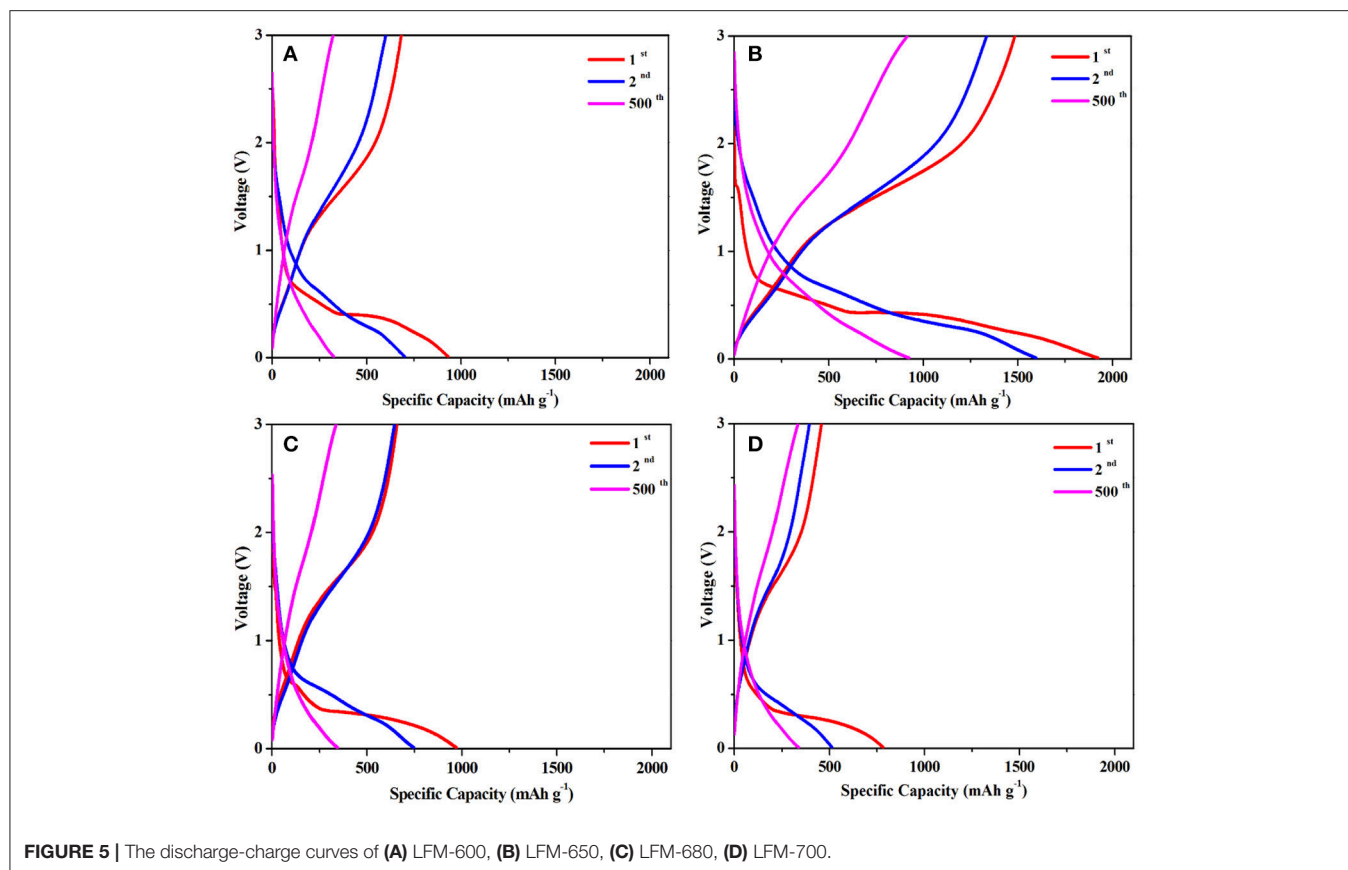 A
1 st
2 nd
500 th
3
2
1
0
Voltage (V)
0 500 1000 1500 2000
Specific Capacity (mAh g-1)
B
1 st
2 nd
500 th
3
2
1
0
Voltage (V)
0 500 1000 1500 2000
Specific Capacity (mAh g-1)
C
1 st
2 nd
500 th
3
2
1
0
Voltage (V)
0 500 1000 1500 2000
Specific Capacity (mAh g-1)
D
1 st
2 nd
500 th
3
2
1
0
Voltage (V)
0 500 1000 1500 2000
Specific Capacity (mAh g-1)
FIGURE 5 | The discharge-charge curves of (A) LFM-600, (B) LFM-650, (C) LFM-680, (D) LFM-700.